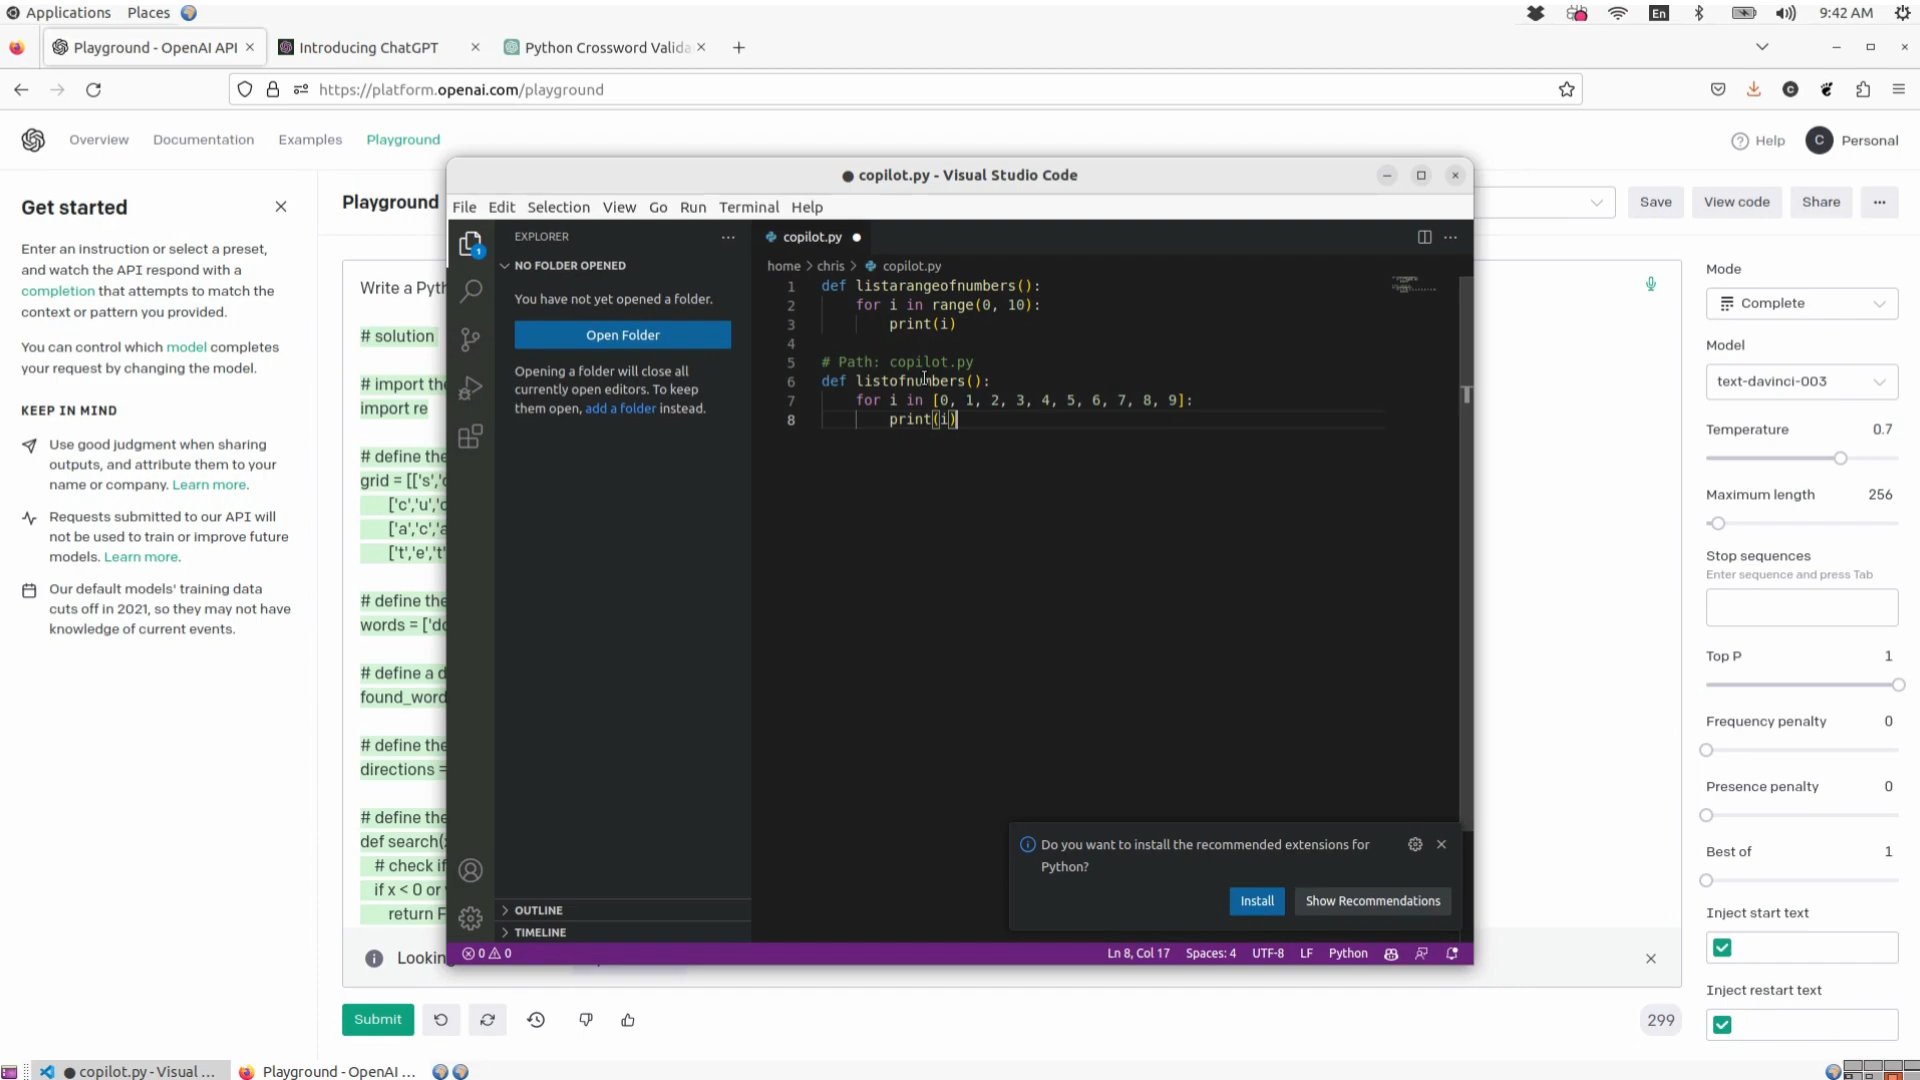 Applications Places
En 9:42 AM
Playground - OpenAI API
Introducing ChatGPT
Python Crossword Valida
https://platform.openai.com/playground
Overview Documentation Examples Playground
Help C Personal
Get started
Enter an instruction or select a preset,
and watch the API respond with a
completion that attempts to match the
context or pattern you provided.
You can control which model completes
your request by changing the model.
KEEP IN MIND
Use good judgment when sharing
outputs, and attribute them to your
name or company. Learn more.
Requests submitted to our API will
not be used to train or improve future
models. Learn more.
Our default models' training data
cuts off in 2021, so they may not have
knowledge of current events.
Playground
Save View code Share ...
Write a Pyth
# solution
# import the
import re
# define the
grid = [['s','
['c','u','
['a','c','a
['t','e','t'
# define the
words = ['do
# define a d
found_word
# define the
directions =
# define the
def search(
# check if
if x < 0 or
return F
Looking
Submit
299
● copilot.py - Visual Studio Code
File Edit Selection View Go Run Terminal Help
1
EXPLORER
NO FOLDER OPENED
You have not yet opened a folder.
Open Folder
Opening a folder will close all
currently open editors. To keep
them open, add a folder instead.
OUTLINE
TIMELINE
copilot.py ●
home > chris > copilot.py
1 def listarangeofnumbers():
2 for i in range(0, 10):
3 print(i)
4
5 # Path: copilot.py
6 def listofnumbers():
7 for i in [0, 1, 2, 3, 4, 5, 6, 7, 8, 9]:
8 print(i)
Do you want to install the recommended extensions for
Python?
Install Show Recommendations
0 0
Ln 8, Col 17 Spaces: 4 UTF-8 LF Python
Mode
Complete
Model
text-davinci-003
Temperature 0.7
Maximum length 256
Stop sequences
Enter sequence and press Tab
Top P 1
Frequency penalty 0
Presence penalty 0
Best of 1
Inject start text
Inject restart text
● copilot.py - Visual ...
Playground - OpenAI ...